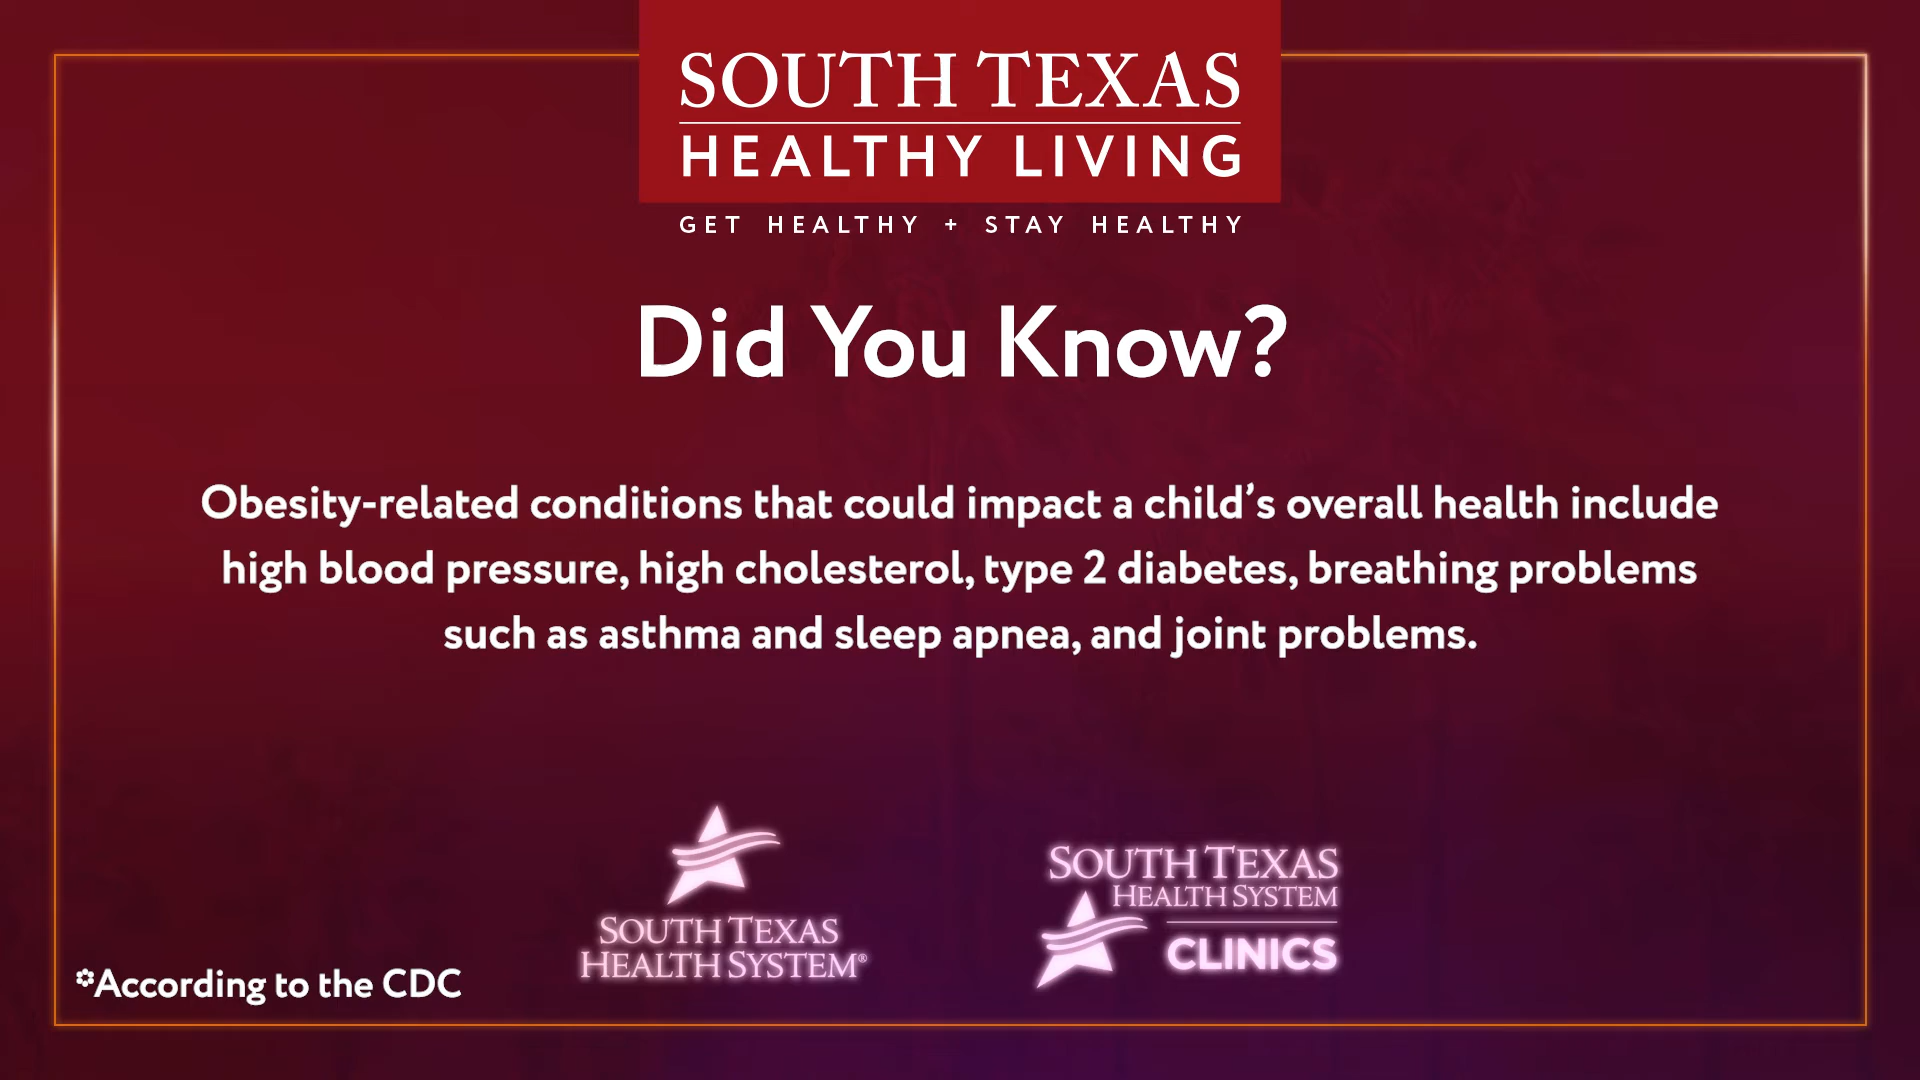 SOUTH TEXAS
HEALTHY LIVING
GET HEALTHY + STAY HEALTHY
Did You Know?
Obesity-related conditions that could impact a child’s overall health include
high blood pressure, high cholesterol, type 2 diabetes, breathing problems
such as asthma and sleep apnea, and joint problems.
SOUTH TEXAS
HEALTH SYSTEM®
SOUTH TEXAS
HEALTH SYSTEM
CLINICS
*According to the CDC